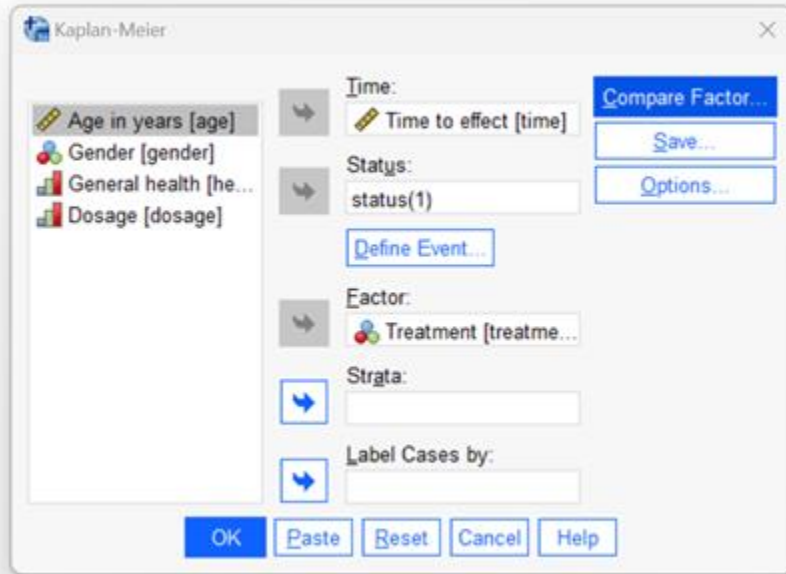 Kaplan-Meier
Age in years [age]
Gender [gender]
General health [he...
Dosage [dosage]
Time:
Time to effect [time]
Status:
status(1)
Define Event...
Factor:
Treatment [treatme...
Strata:
Label Cases by:
Compare Factor...
Save...
Options...
OK
Paste
Reset
Cancel
Help